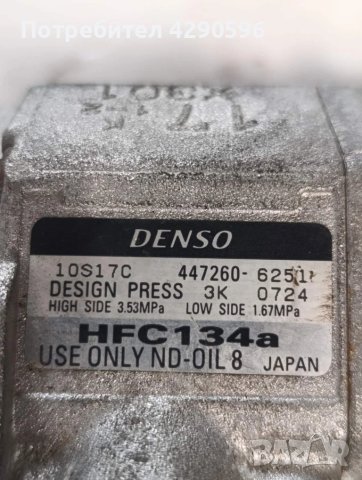 Потребител 4290596
DENSO
10S17C 447260-6251
DESIGN PRESS 3K 0724
HIGH SIDE 3.53MPa LOW SIDE 1.67MPa
HFC134a
USE ONLY ND-OIL 8 JAPAN
BAZAR